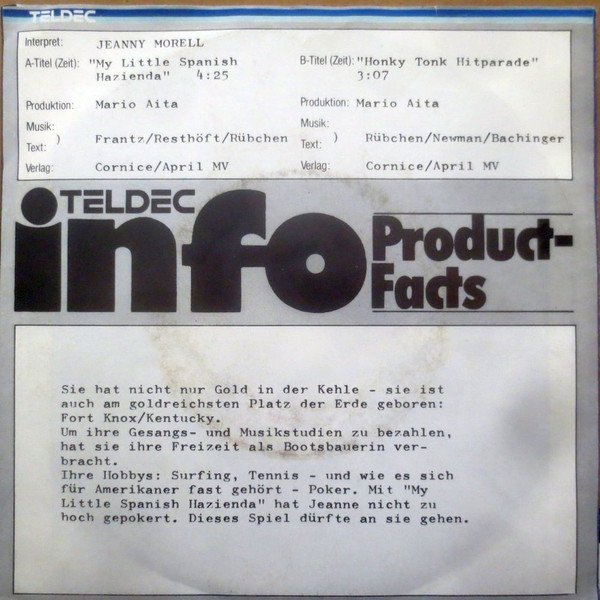 TELDEC
Interpret: JEANNY MORELL
A-Titel (Zeit): "My Little Spanish
Hazienda" 4:25
Produktion: Mario Aita
Musik:
Text: ) Frantz/Resthöft/Rübchen
Verlag: Cornice/April MV
B-Titel (Zeit): "Honky Tonk Hitparade"
3:07
Produktion: Mario Aita
Musik:
Text: ) Rübchen/Newman/Bachinger
Verlag: Cornice/April MV
TELDEC
info
Product-
Facts
Sie hat nicht nur Gold in der Kehle - sie ist
auch am goldreichsten Platz der Erde geboren:
Fort Knox/Kentucky.
Um ihre Gesangs- und Musikstudien zu bezahlen,
hat sie ihre Freizeit als Bootsbauerin ver-
bracht.
Ihre Hobbys: Surfing, Tennis - und wie es sich
für Amerikaner fast gehört - Poker. Mit "My
Little Spanish Hazienda" hat Jeanne nicht zu
hoch gepokert. Dieses Spiel dürfte an sie gehen.